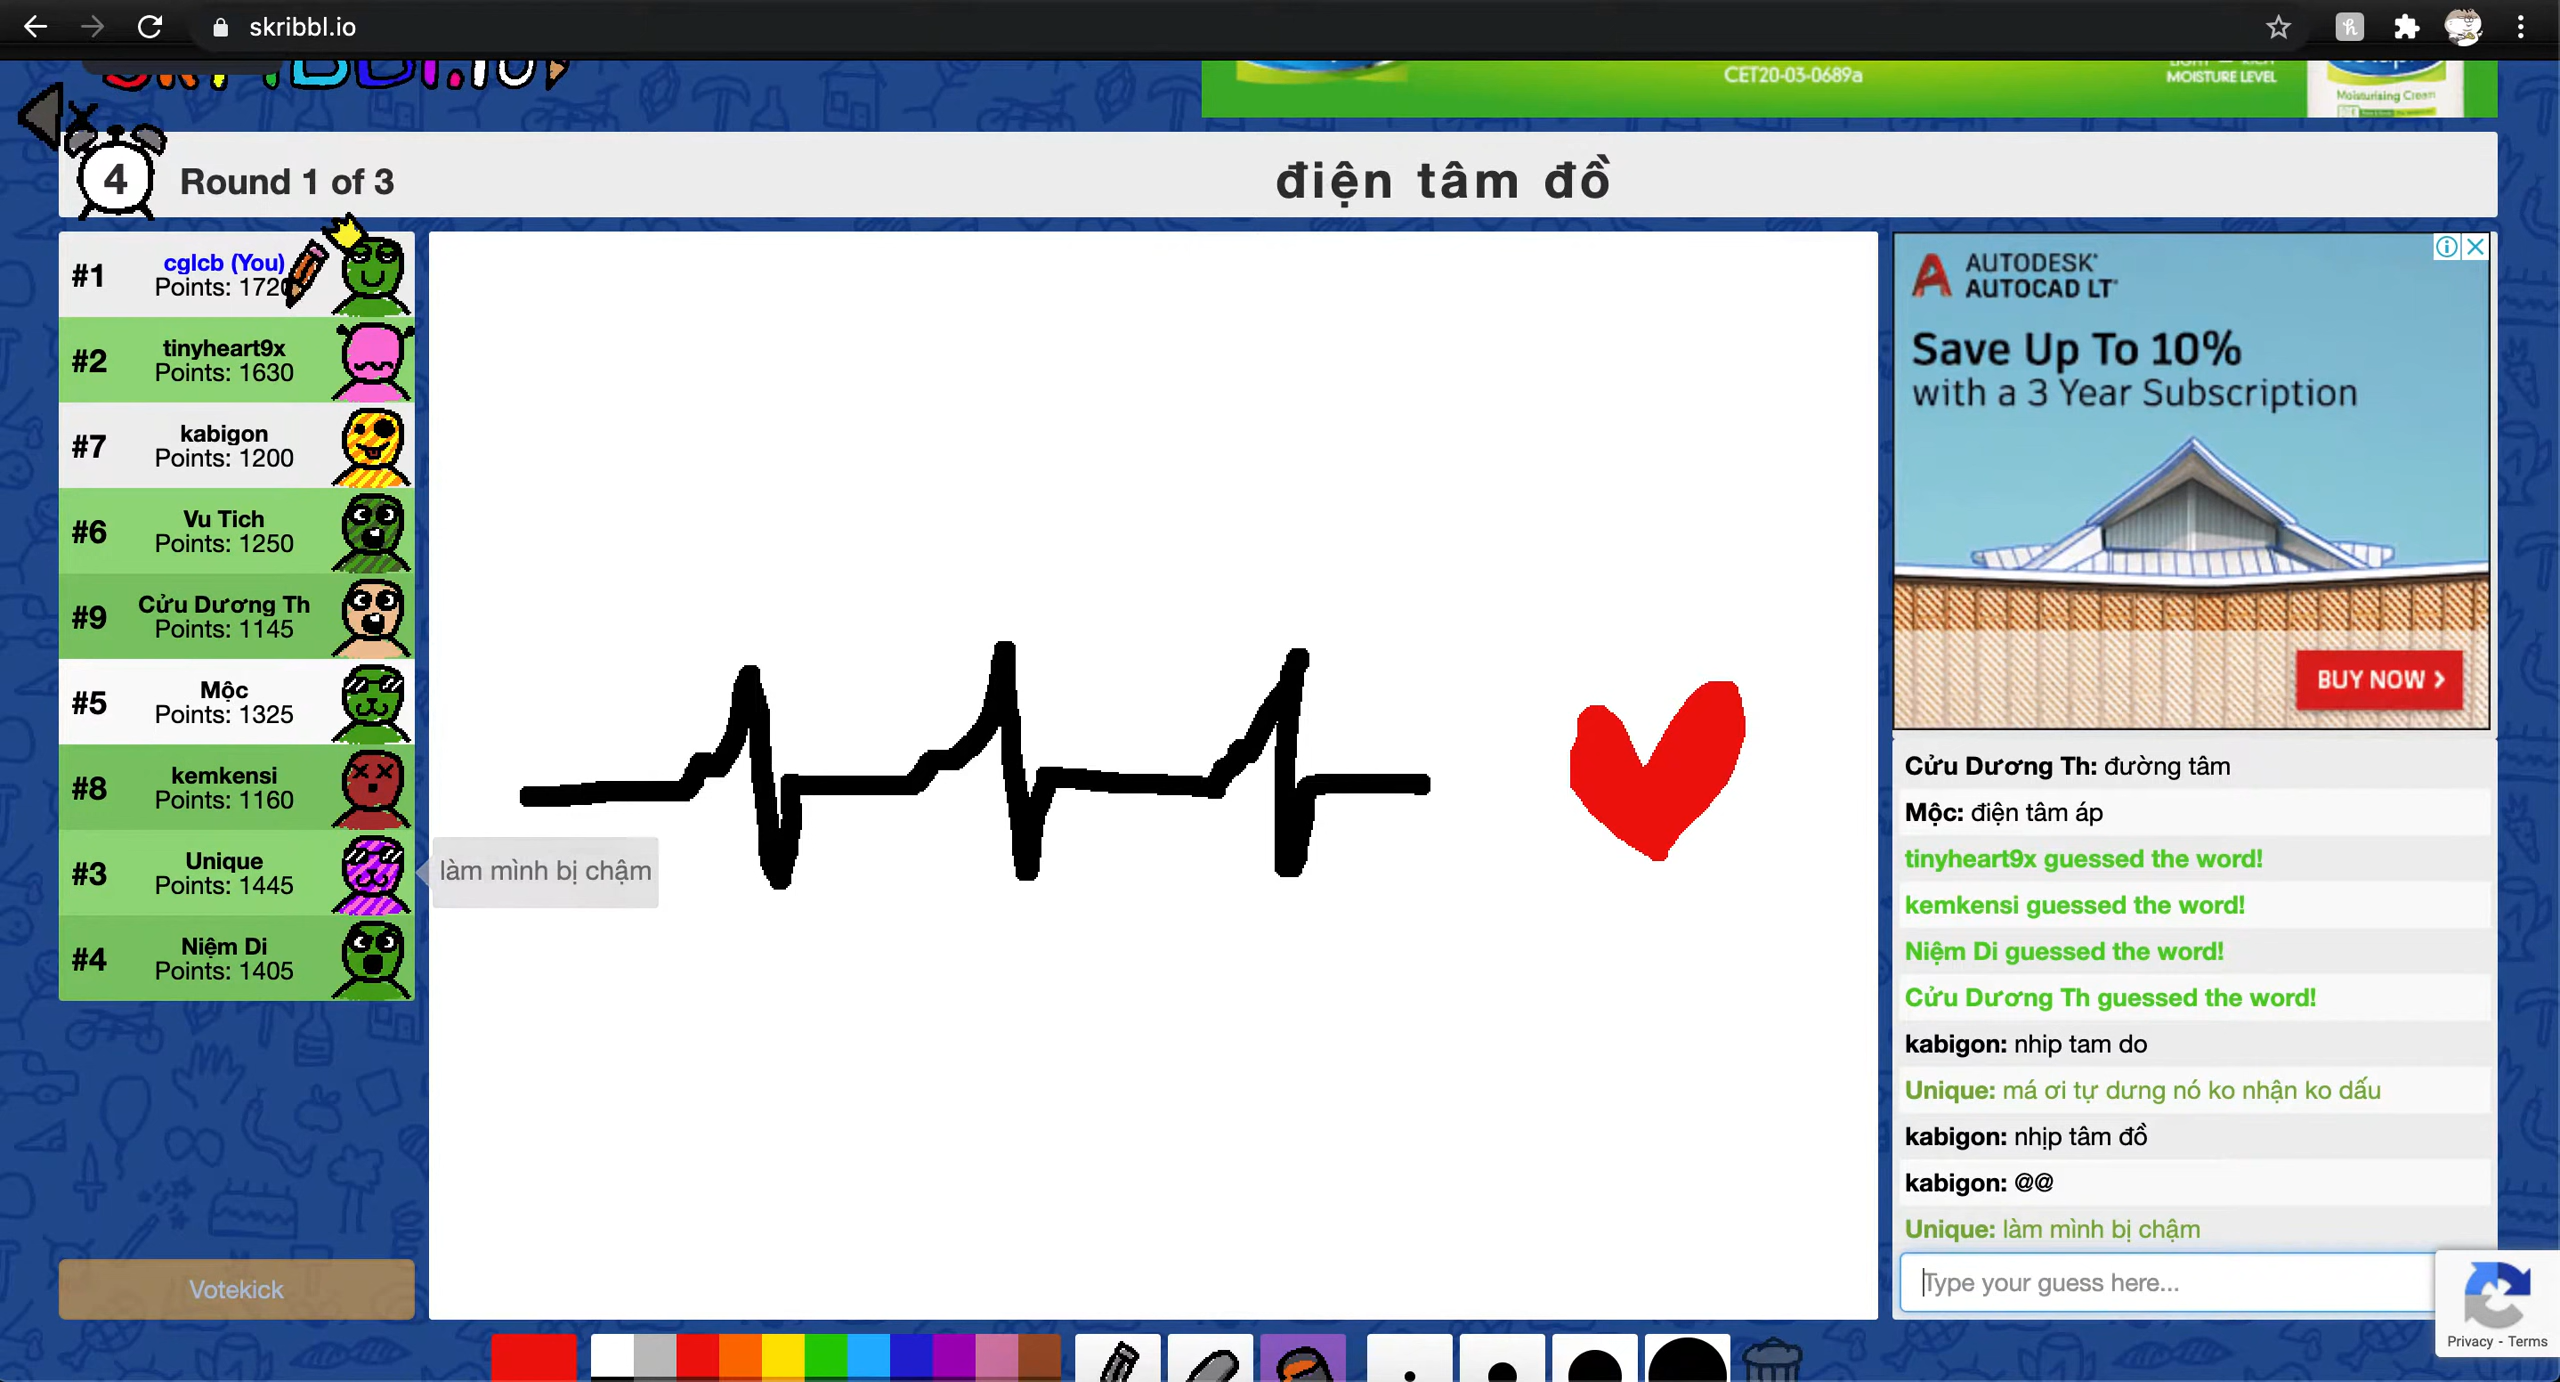 skribbl.io
skribbl.io
CET20-03-0689a
MOISTURE LEVEL
Moisturising Cream
4
Round 1 of 3
điện tâm đồ
#1
cglcb (You)
Points: 1720
#2
tinyheart9x
Points: 1630
#7
kabigon
Points: 1200
#6
Vu Tich
Points: 1250
#9
Cửu Dương Th
Points: 1145
#5
Mộc
Points: 1325
#8
kemkensi
Points: 1160
#3
Unique
Points: 1445
#4
Niệm Di
Points: 1405
làm mình bị chậm
Votekick
AUTODESK®
AUTOCAD LT®
Save Up To 10%
with a 3 Year Subscription
BUY NOW >
Cửu Dương Th: đường tâm
Mộc: điện tâm áp
tinyheart9x guessed the word!
kemkensi guessed the word!
Niệm Di guessed the word!
Cửu Dương Th guessed the word!
kabigon: nhip tam do
Unique: má ơi tự dưng nó ko nhận ko dấu
kabigon: nhịp tâm đồ
kabigon: @@
Unique: làm mình bị chậm
Type your guess here...
Privacy - Terms